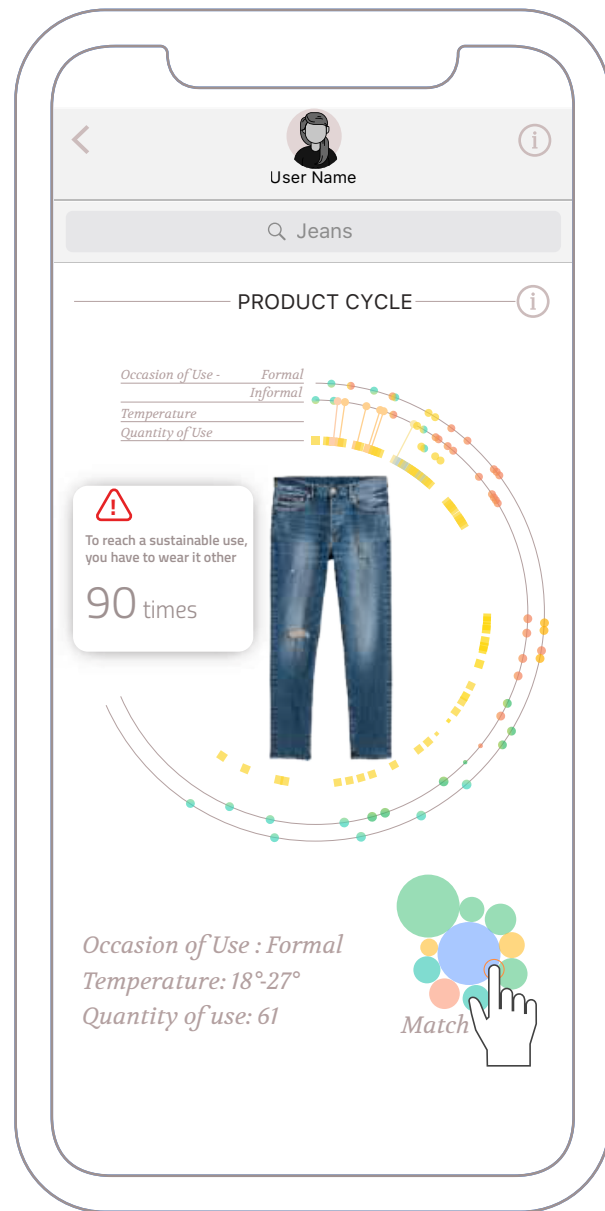 User Name
i
Jeans
PRODUCT CYCLE
i
Occasion of Use - Formal
Informal
Temperature
Quantity of Use
!
To reach a sustainable use,
you have to wear it other
90 times
Occasion of Use : Formal
Temperature: 18°-27°
Quantity of use: 61
Match